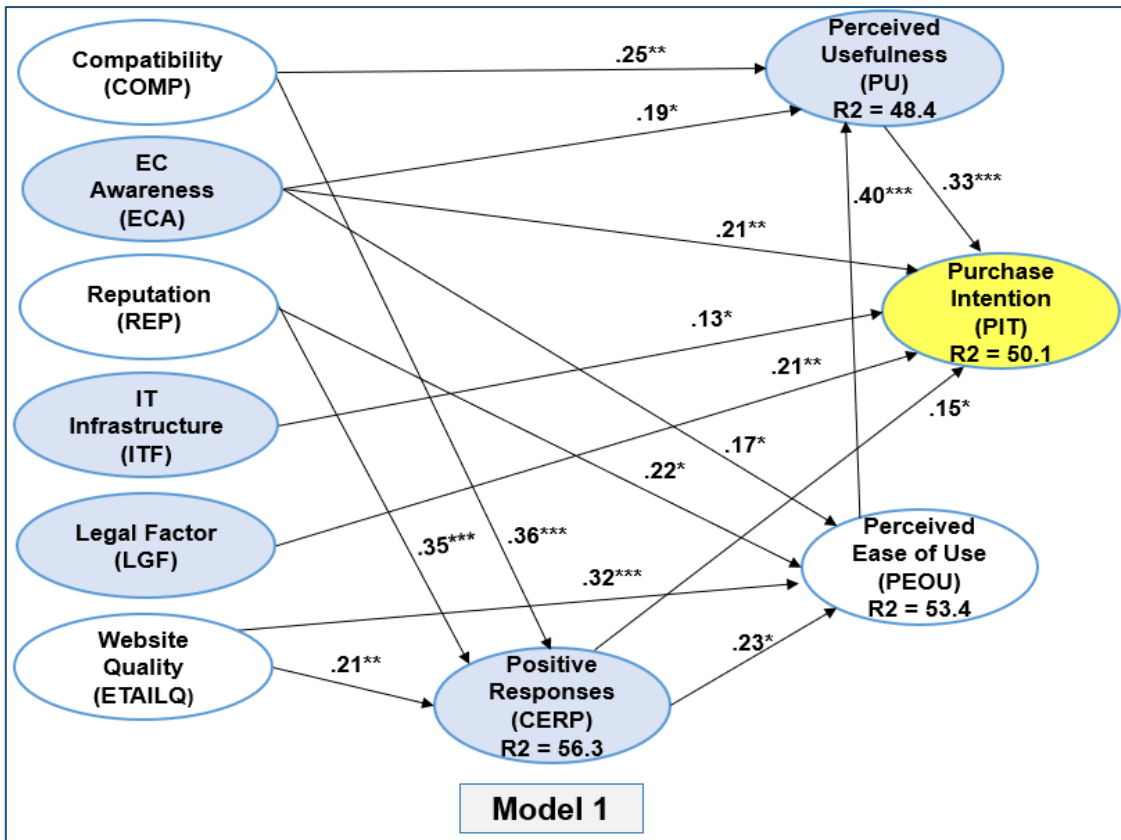 Compatibility
(COMP)
EC
Awareness
(ECA)
Reputation
(REP)
IT
Infrastructure
(ITF)
Legal Factor
(LGF)
Website
Quality
(ETAILQ)
.25**
.19*
.21**
.13*
.21**
.17*
.22*
.35***
.36***
.32***
.21**
.23*
.15*
.40***
.33***
Perceived
Usefulness
(PU)
R2 = 48.4
Purchase
Intention
(PIT)
R2 = 50.1
Perceived
Ease of Use
(PEOU)
R2 = 53.4
Positive
Responses
(CERP)
R2 = 56.3
Model 1